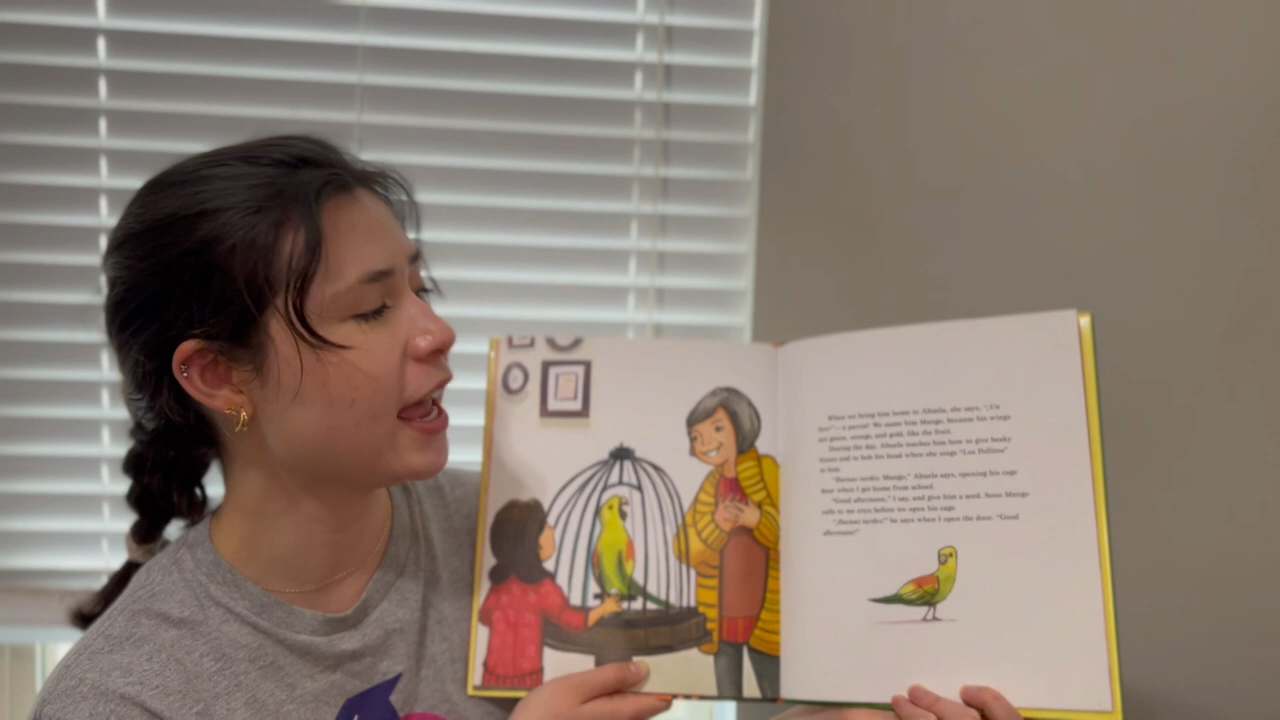 When we bring him home to Abuela, she says, "¡Un
loro!"—a parrot! We name him Mango, because his wings
are green, orange, and gold, like the fruit.
During the day, Abuela teaches him how to give beaky
kisses and to bob his head when she sings "Los Pollitos"
to him.
"Buenas tardes, Mango," Abuela says, opening his cage
door when I get home from school.
"Good afternoon," I say, and give him a seed. Soon Mango
calls to me even before we open his cage.
"¡Buenas tardes!" he says when I open the door. "Good
afternoon!"